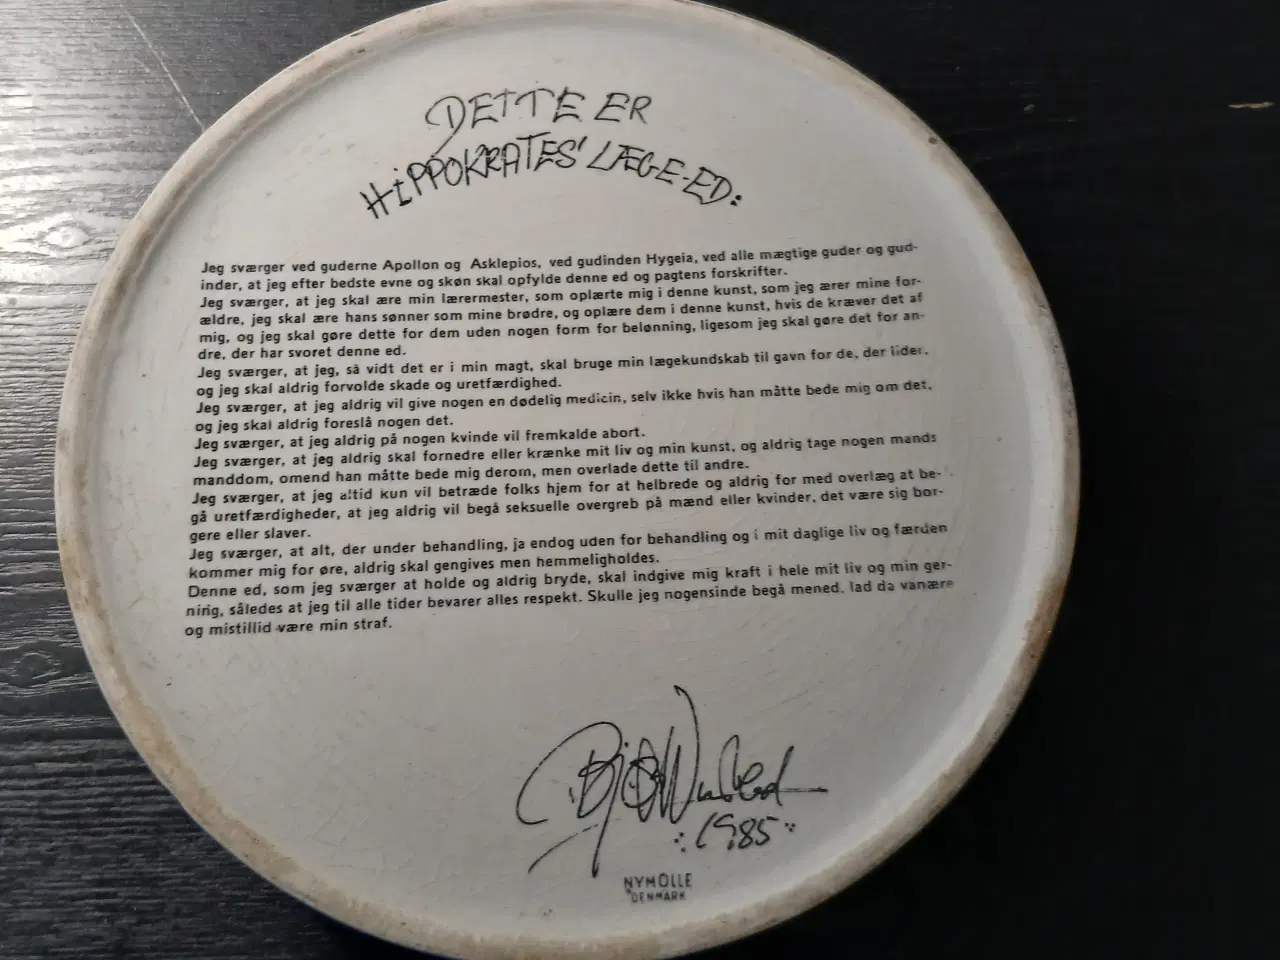 DETTE ER
HIPPOKRATES' LÆGE-ED:
Jeg sværger ved guderne Apollon og Asklepios, ved gudinden Hygeia, ved alle mægtige guder og gud-
inder, at jeg efter bedste evne og skøn skal opfylde denne ed og pagtens forskrifter.
Jeg sværger, at jeg skal ære min lærermester, som oplærte mig i denne kunst, som jeg ærer mine for-
ældre, jeg skal ære hans sønner som mine brødre, og oplære dem i denne kunst, hvis de kræver det af
mig, og jeg skal gøre dette for dem uden nogen form for belønning, ligesom jeg skal gøre det for an-
dre, der har svoret denne ed.
Jeg sværger, at jeg, så vidt det er i min magt, skal bruge min lægekundskab til gavn for de, der lider,
og jeg skal aldrig forvolde skade og uretfærdighed.
Jeg sværger, at jeg aldrig vil give nogen en dødelig medicin, selv ikke hvis han måtte bede mig om det,
og jeg skal aldrig foreslå nogen det.
Jeg sværger, at jeg aldrig på nogen kvinde vil fremkalde abort.
Jeg sværger, at jeg aldrig skal fornedre eller krænke mit liv og min kunst, og aldrig tage nogen mands
manddom, omend han måtte bede mig derom, men overlade dette til andre.
Jeg sværger, at jeg altid kun vil betræde folks hjem for at helbrede og aldrig for med overlæg at be-
gå uretfærdigheder, at jeg aldrig vil begå seksuelle overgreb på mænd eller kvinder, det være sig bor-
gere eller slaver.
Jeg sværger, at alt, der under behandling, ja endog uden for behandling og i mit daglige liv og færden
kommer mig for øre, aldrig skal gengives men hemmeligholdes.
Denne ed, som jeg sværger at holde og aldrig bryde, skal indgive mig kraft i hele mit liv og min ger-
ning, således at jeg til alle tider bevarer alles respekt. Skulle jeg nogensinde begå mened, lad da vanære
og mistillid være min straf.
1985
NYMÖLLE
DENMARK